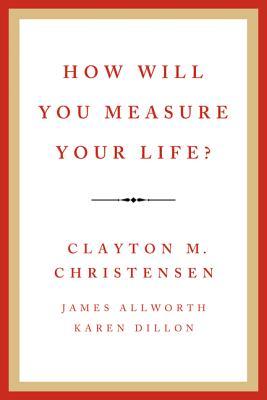 HOW WILL
YOU MEASURE
YOUR LIFE?
CLAYTON M.
CHRISTENSEN
JAMES ALLWORTH
KAREN DILLON